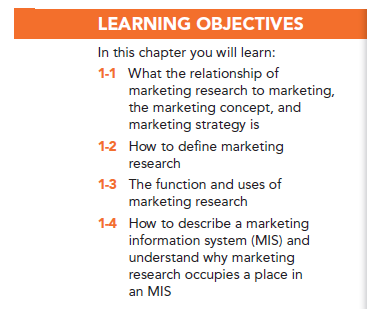 LEARNING OBJECTIVES
In this chapter you will learn:
1-1 What the relationship of
marketing research to marketing,
the marketing concept, and
marketing strategy is
1-2 How to define marketing
research
1-3 The function and uses of
marketing research
1-4 How to describe a marketing
information system (MIS) and
understand why marketing
research occupies a place in
an MIS